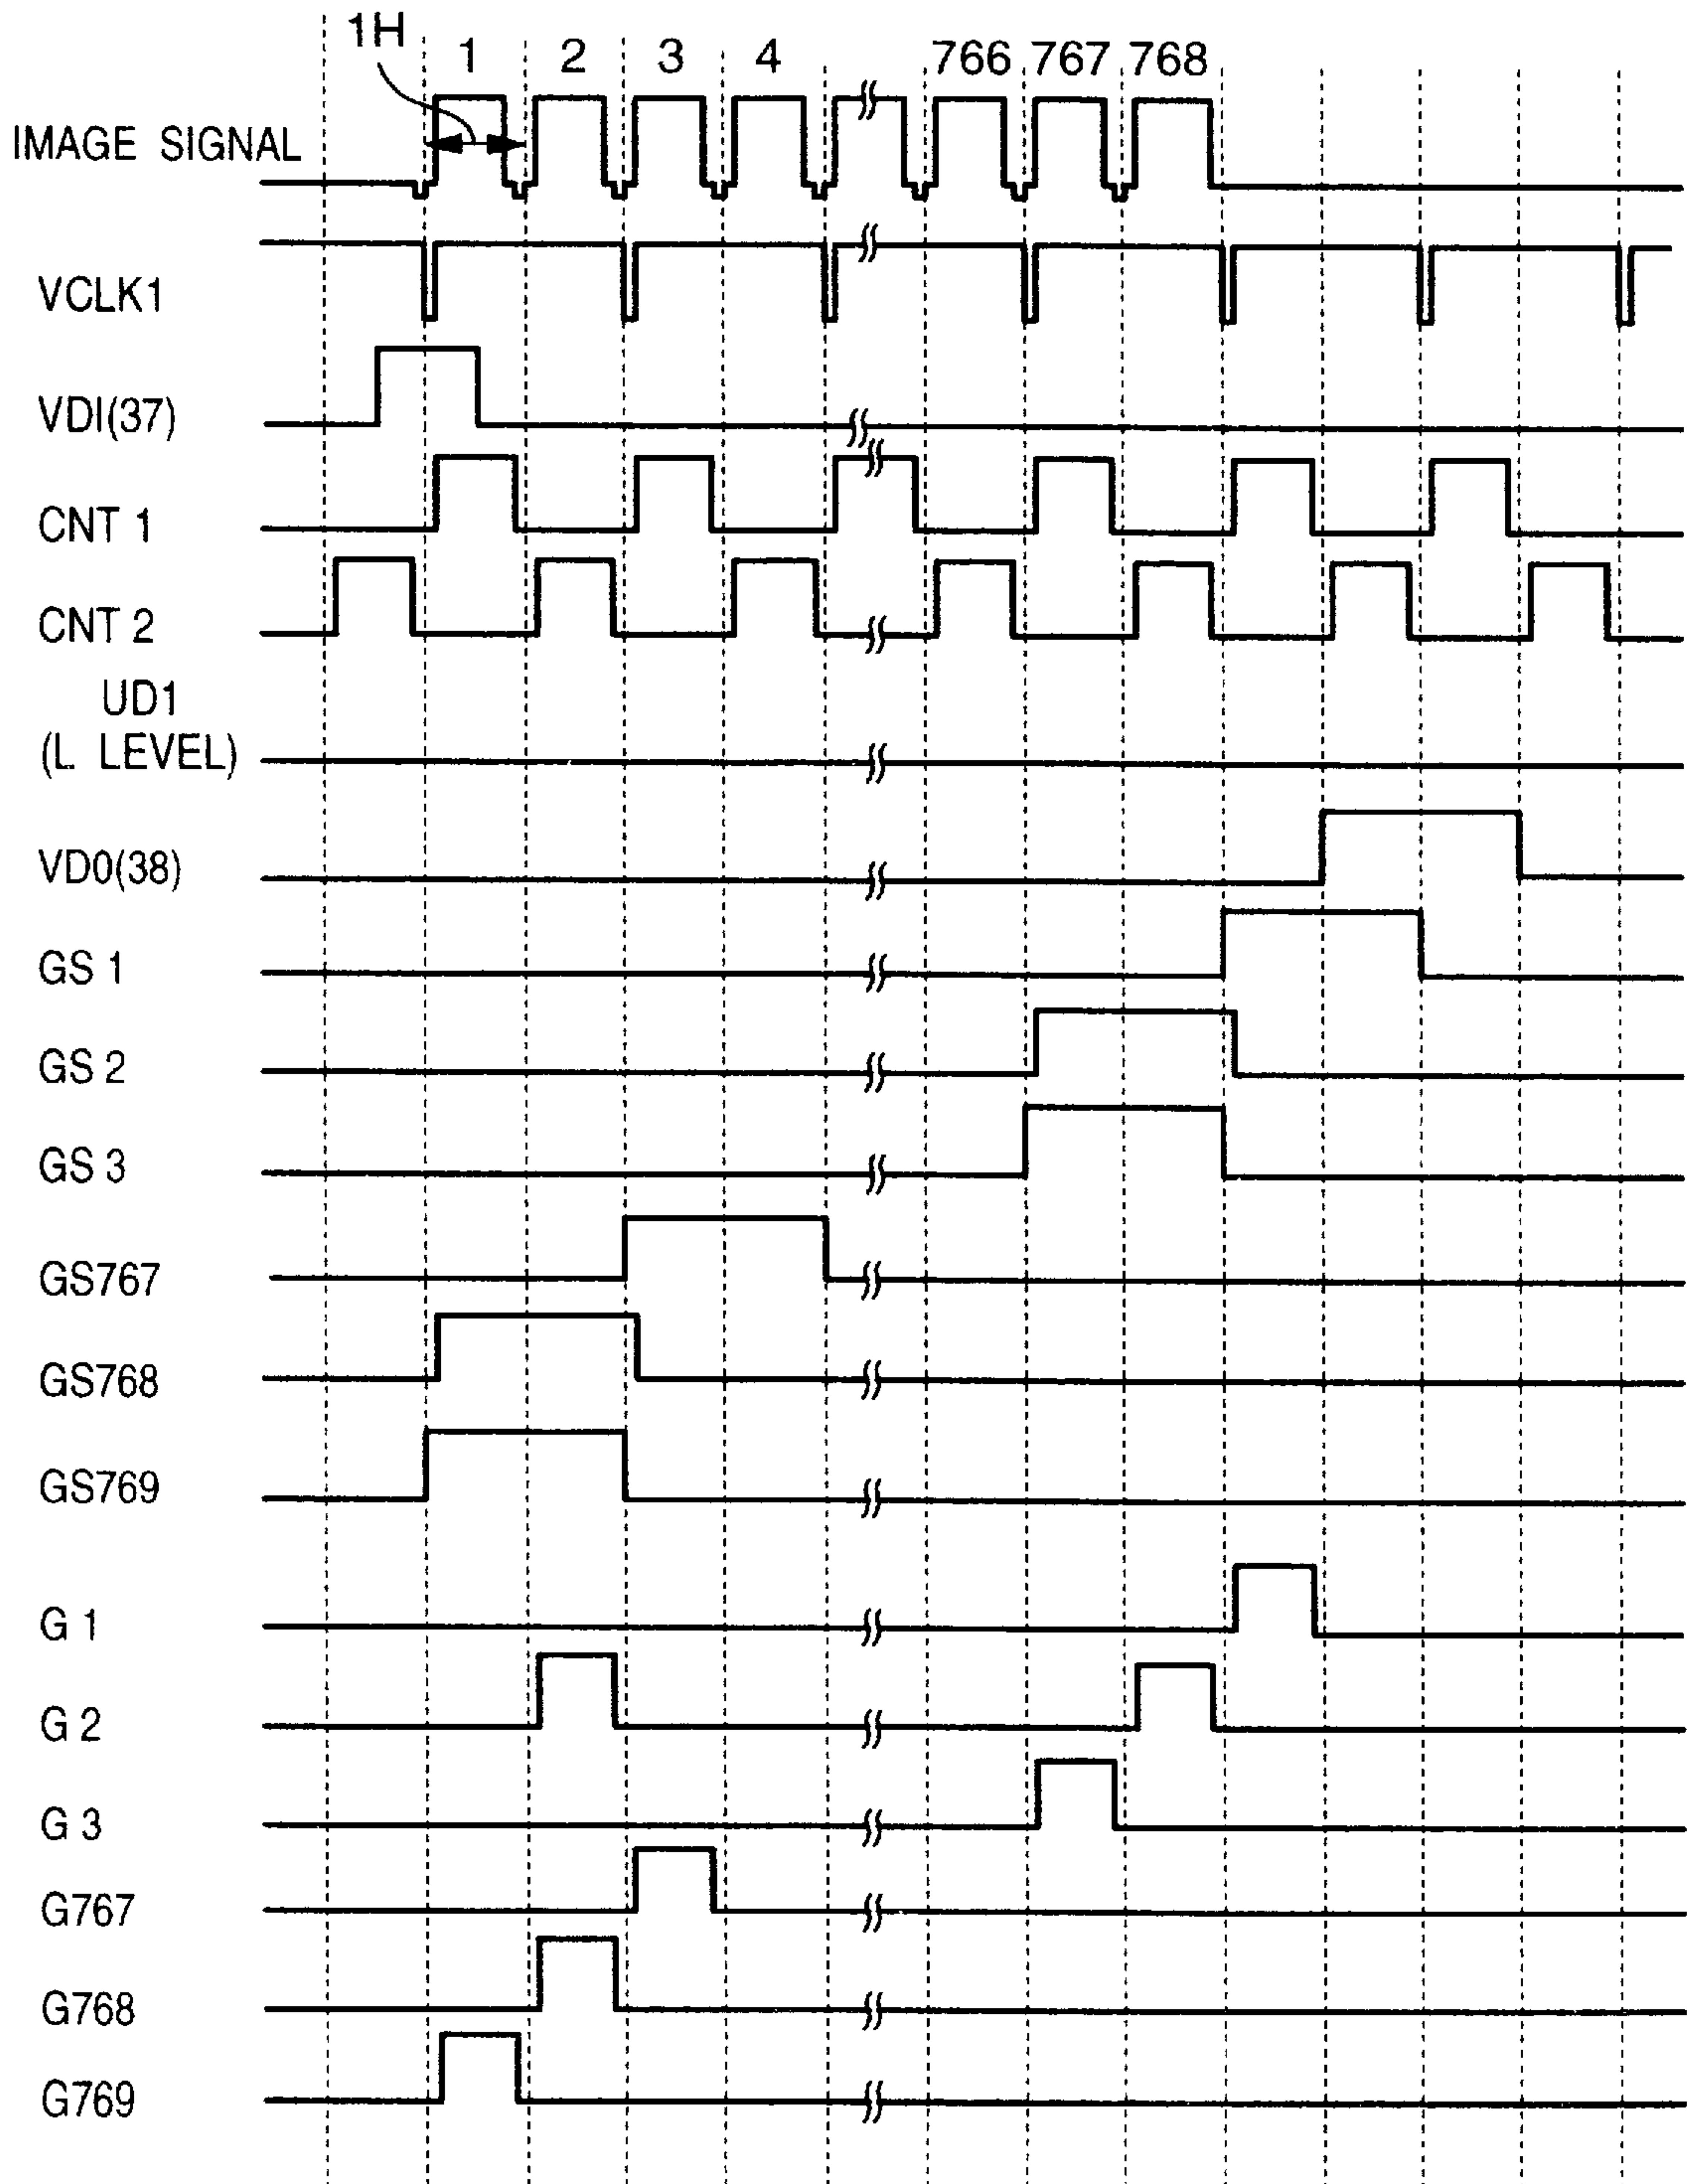 1H 1 2 3 4 766 767 768
IMAGE SIGNAL
VCLK1
VDI(37)
CNT 1
CNT 2
UD1
(L LEVEL)
VD0(38)
GS 1
GS 2
GS 3
GS767
GS768
GS769
G 1
G 2
G 3
G767
G768
G769